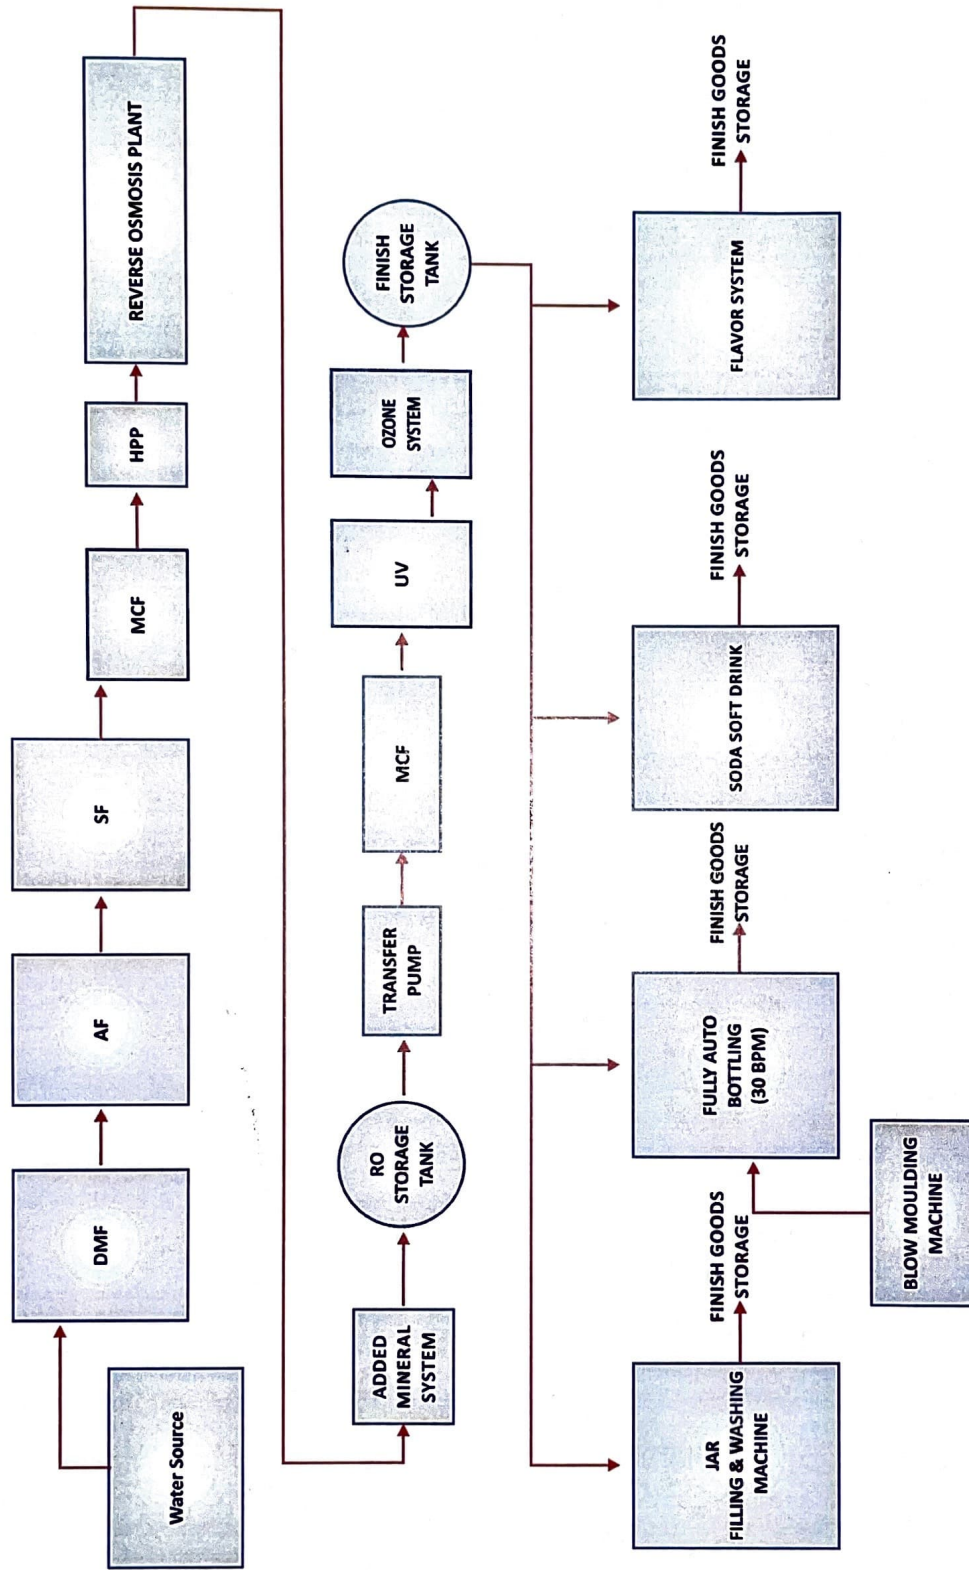 Water Source
DMF
AF
SF
MCF
HPP
REVERSE OSMOSIS PLANT
ADDED
MINERAL
SYSTEM
RO
STORAGE
TANK
TRANSFER
PUMP
MCF
UV
OZONE
SYSTEM
FINISH
STORAGE
TANK
JAR
FILLING & WASHING
MACHINE
FINISH GOODS
STORAGE
BLOW MOULDING
MACHINE
FULLY AUTO
BOTTLING
(30 BPM)
FINISH GOODS
STORAGE
SODA SOFT DRINK
FINISH GOODS
STORAGE
FLAVOR SYSTEM
FINISH GOODS
STORAGE